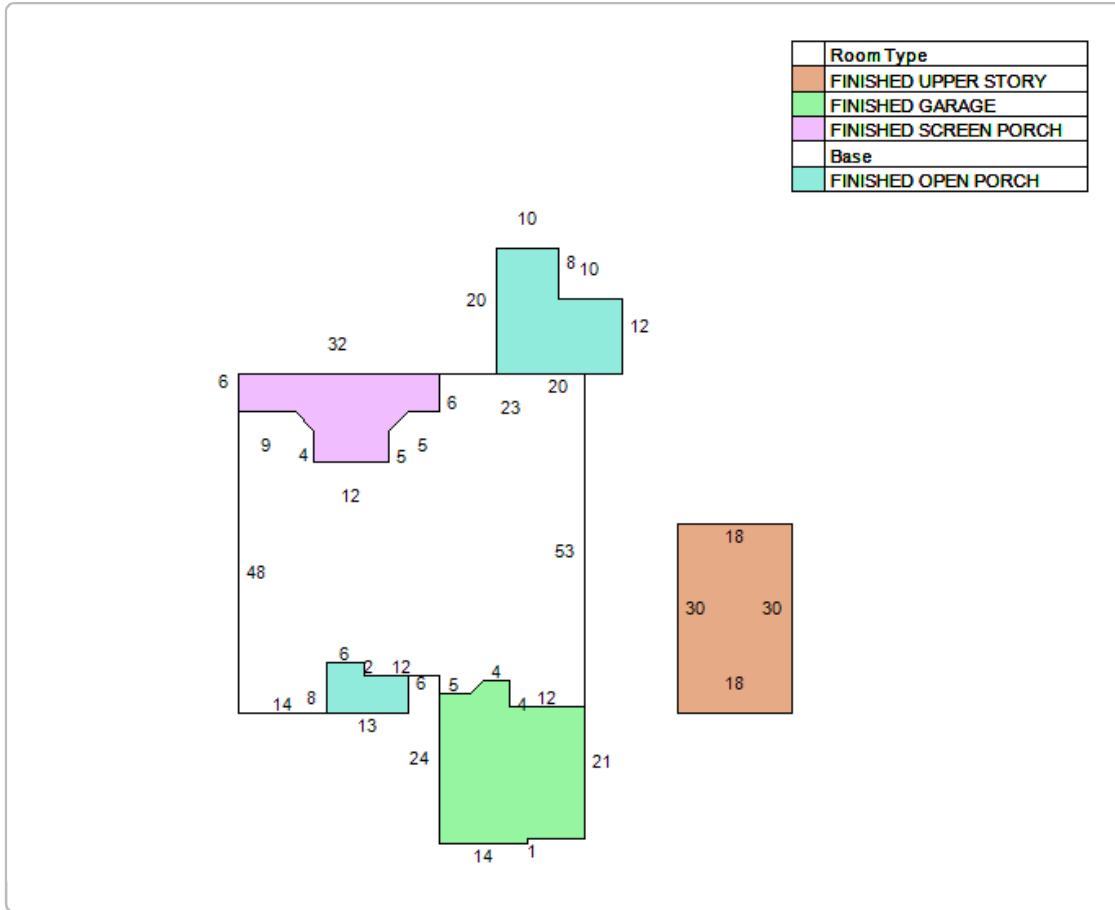 Room Type
FINISHED UPPER STORY
FINISHED GARAGE
FINISHED SCREEN PORCH
Base
FINISHED OPEN PORCH
10
8 10
20
12
32
6
20
6 23
9 4 5 5
12
53
48
18
30 30
18
6
2 12 4
14 8 6 5 4 12
13
24 21
14 1